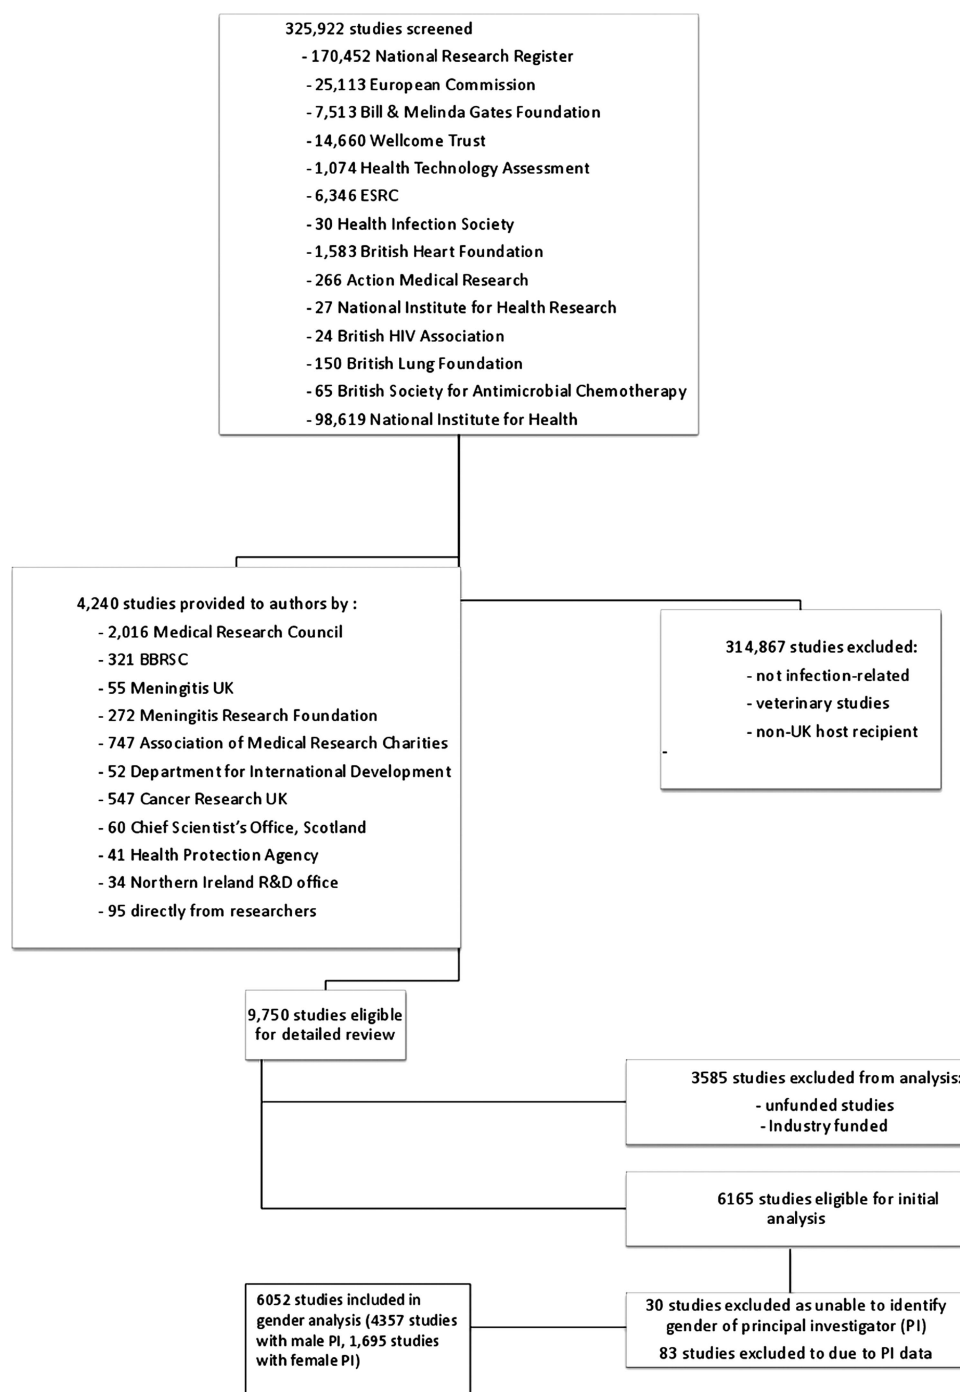 325,922 studies screened
- 170,452 National Research Register
- 25,113 European Commission
- 7,513 Bill & Melinda Gates Foundation
- 14,660 Wellcome Trust
- 1,074 Health Technology Assessment
- 6,346 ESRC
- 30 Health Infection Society
- 1,583 British Heart Foundation
- 266 Action Medical Research
- 27 National Institute for Health Research
- 24 British HIV Association
- 150 British Lung Foundation
- 65 British Society for Antimicrobial Chemotherapy
- 98,619 National Institute for Health
4,240 studies provided to authors by :
- 2,016 Medical Research Council
- 321 BBRSC
- 55 Meningitis UK
- 272 Meningitis Research Foundation
- 747 Association of Medical Research Charities
- 52 Department for International Development
- 547 Cancer Research UK
- 60 Chief Scientist's Office, Scotland
- 41 Health Protection Agency
- 34 Northern Ireland R&D office
- 95 directly from researchers
314,867 studies excluded:
- not infection-related
- veterinary studies
- non-UK host recipient
-
9,750 studies eligible
for detailed review
3585 studies excluded from analysis:
- unfunded studies
- Industry funded
6165 studies eligible for initial
analysis
30 studies excluded as unable to identify
gender of principal investigator (PI)
83 studies excluded to due to PI data
6052 studies included in
gender analysis (4357 studies
with male PI, 1,695 studies
with female PI)